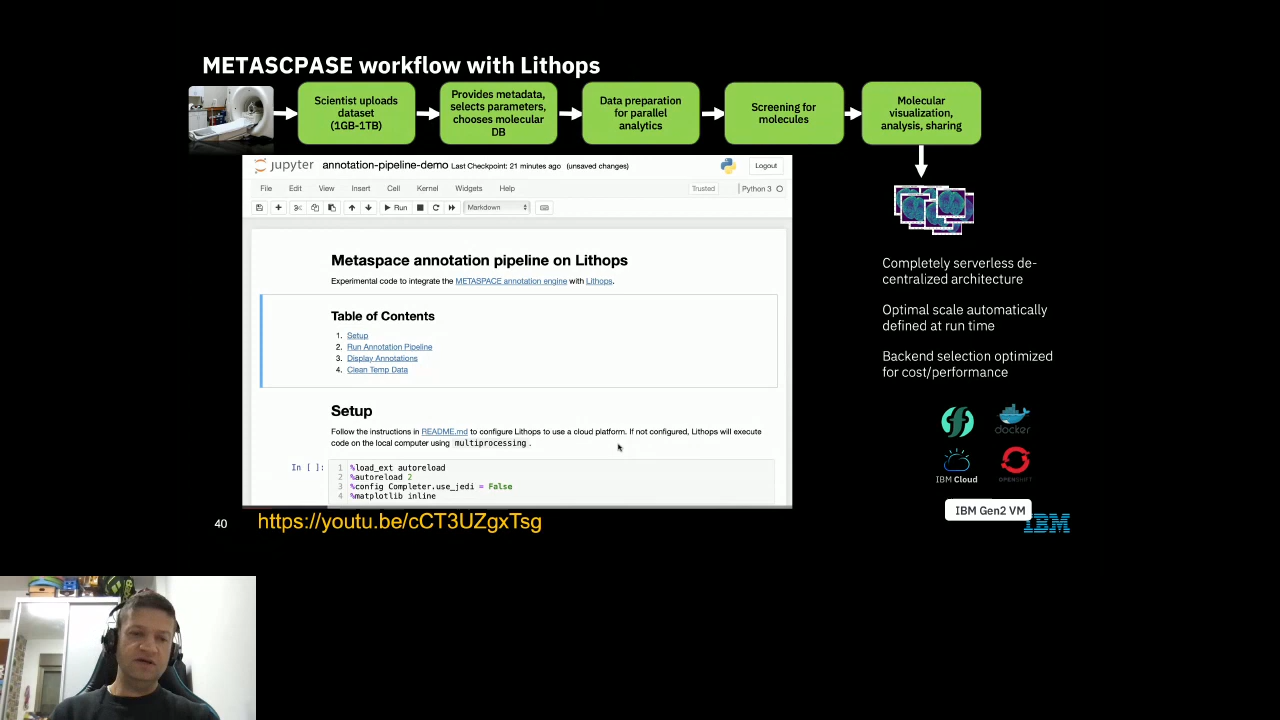 METASCPASE workflow with Lithops
Scientist uploads
dataset
(1GB-1TB)
Provides metadata,
selects parameters,
chooses molecular
DB
Data preparation
for parallel
analytics
Screening for
molecules
Molecular
visualization,
analysis, sharing
jupyter annotation-pipeline-demo Last Checkpoint: 21 minutes ago (unsaved changes)
Logout
File Edit View Insert Cell Kernel Widgets Help
Trusted
Python 3
Run
Markdown
Metaspace annotation pipeline on Lithops
Experimental code to integrate the METASPACE annotation engine with Lithops.
Table of Contents
1. Setup
2. Run Annotation Pipeline
3. Display Annotations
4. Clean Temp Data
Setup
Follow the instructions in README.md to configure Lithops to use a cloud platform. If not configured, Lithops will execute
code on the local computer using multiprocessing.
In [ ]:
1 %load_ext autoreload
2 %autoreload 2
3 %config Completer.use_jedi = False
4 %matplotlib inline
Completely serverless de-
centralized architecture
Optimal scale automatically
defined at run time
Backend selection optimized
for cost/performance
docker
IBM Cloud
OPENSHIFT
IBM Gen2 VM
IBM
40
https://youtu.be/cCT3UZgxTsg